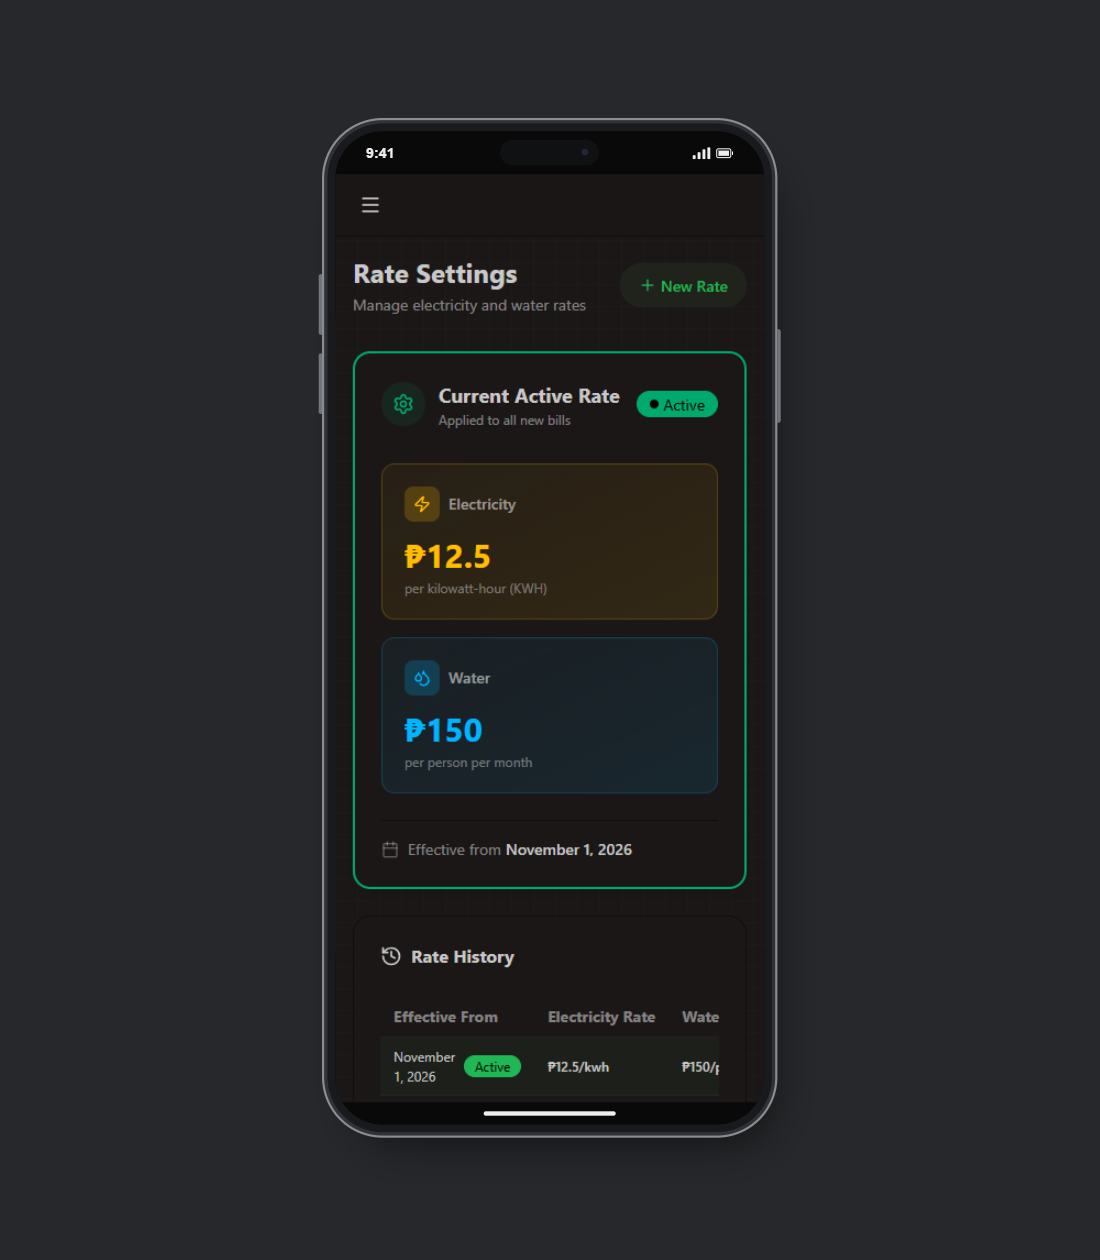 9:41
Rate Settings
Manage electricity and water rates
+ New Rate
Current Active Rate
Applied to all new bills
Active
Electricity
₱12.5
per kilowatt-hour (KWH)
Water
₱150
per person per month
Effective from November 1, 2026
Rate History
Effective From Electricity Rate Wate
November
1, 2026
Active
₱12.5/kwh
₱150/